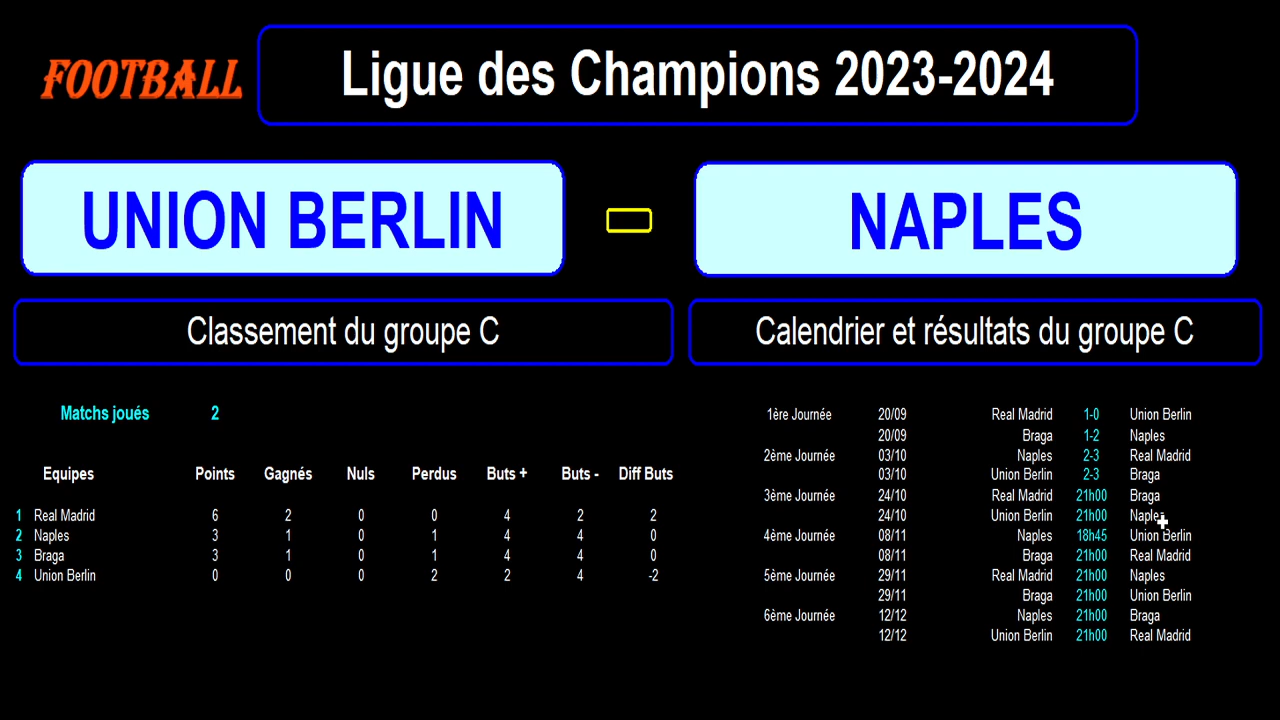 FOOTBALL
Ligue des Champions 2023-2024
UNION BERLIN - NAPLES
Classement du groupe C
Matchs joués 2
Equipes Points Gagnés Nuls Perdus Buts + Buts - Diff Buts
1 Real Madrid 6 2 0 0 4 2 2
2 Naples 3 1 0 1 4 4 0
3 Braga 3 1 0 1 4 4 0
4 Union Berlin 0 0 0 2 2 4 -2
Calendrier et résultats du groupe C
1ère Journée 20/09 Real Madrid 1-0 Union Berlin
20/09 Braga 1-2 Naples
2ème Journée 03/10 Naples 2-3 Real Madrid
03/10 Union Berlin 2-3 Braga
3ème Journée 24/10 Real Madrid 21h00 Braga
24/10 Union Berlin 21h00 Naples
4ème Journée 08/11 Naples 18h45 Union Berlin
08/11 Braga 21h00 Real Madrid
5ème Journée 29/11 Real Madrid 21h00 Naples
29/11 Braga 21h00 Union Berlin
6ème Journée 12/12 Naples 21h00 Braga
12/12 Union Berlin 21h00 Real Madrid